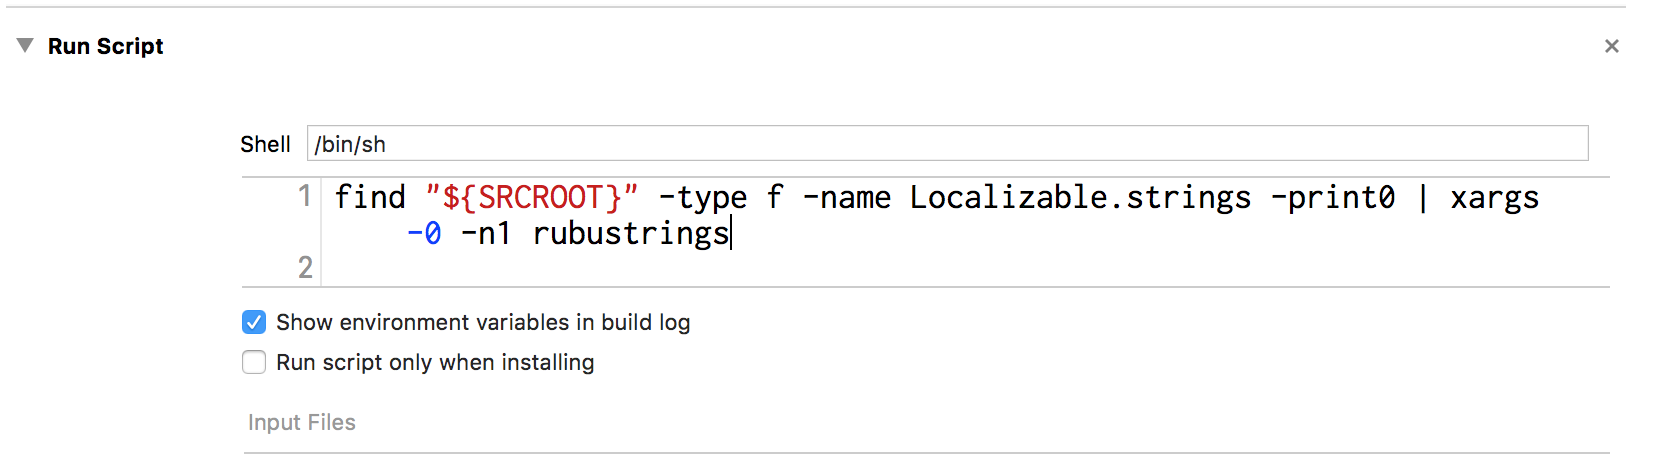 Run Script
Shell /bin/sh
1 find "${SRCROOT}" -type f -name Localizable.strings -print0 | xargs
-0 -n1 rubustrings
2
Show environment variables in build log
Run script only when installing
Input Files